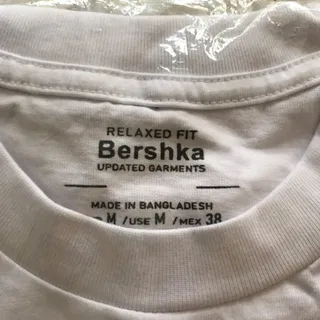 RELAXED FIT
Bershka
UPDATED GARMENTS
MADE IN BANGLADESH
M / USE M / MEX 38